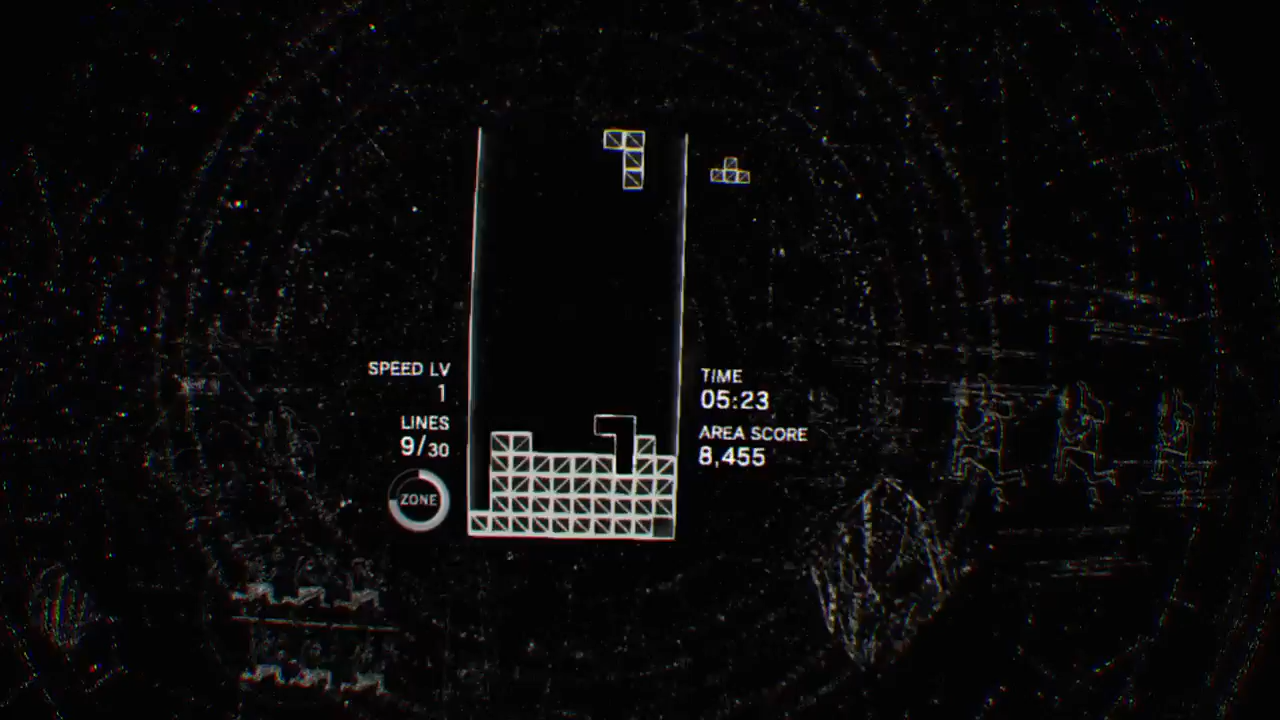 SPEED LV
1
LINES
9/30
ZONE
TIME
05:23
AREA SCORE
8,455